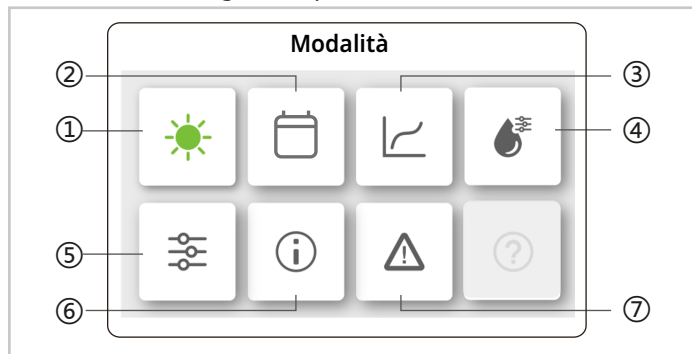 Modalità
② ③
① ④
⑤
⑥ ⑦